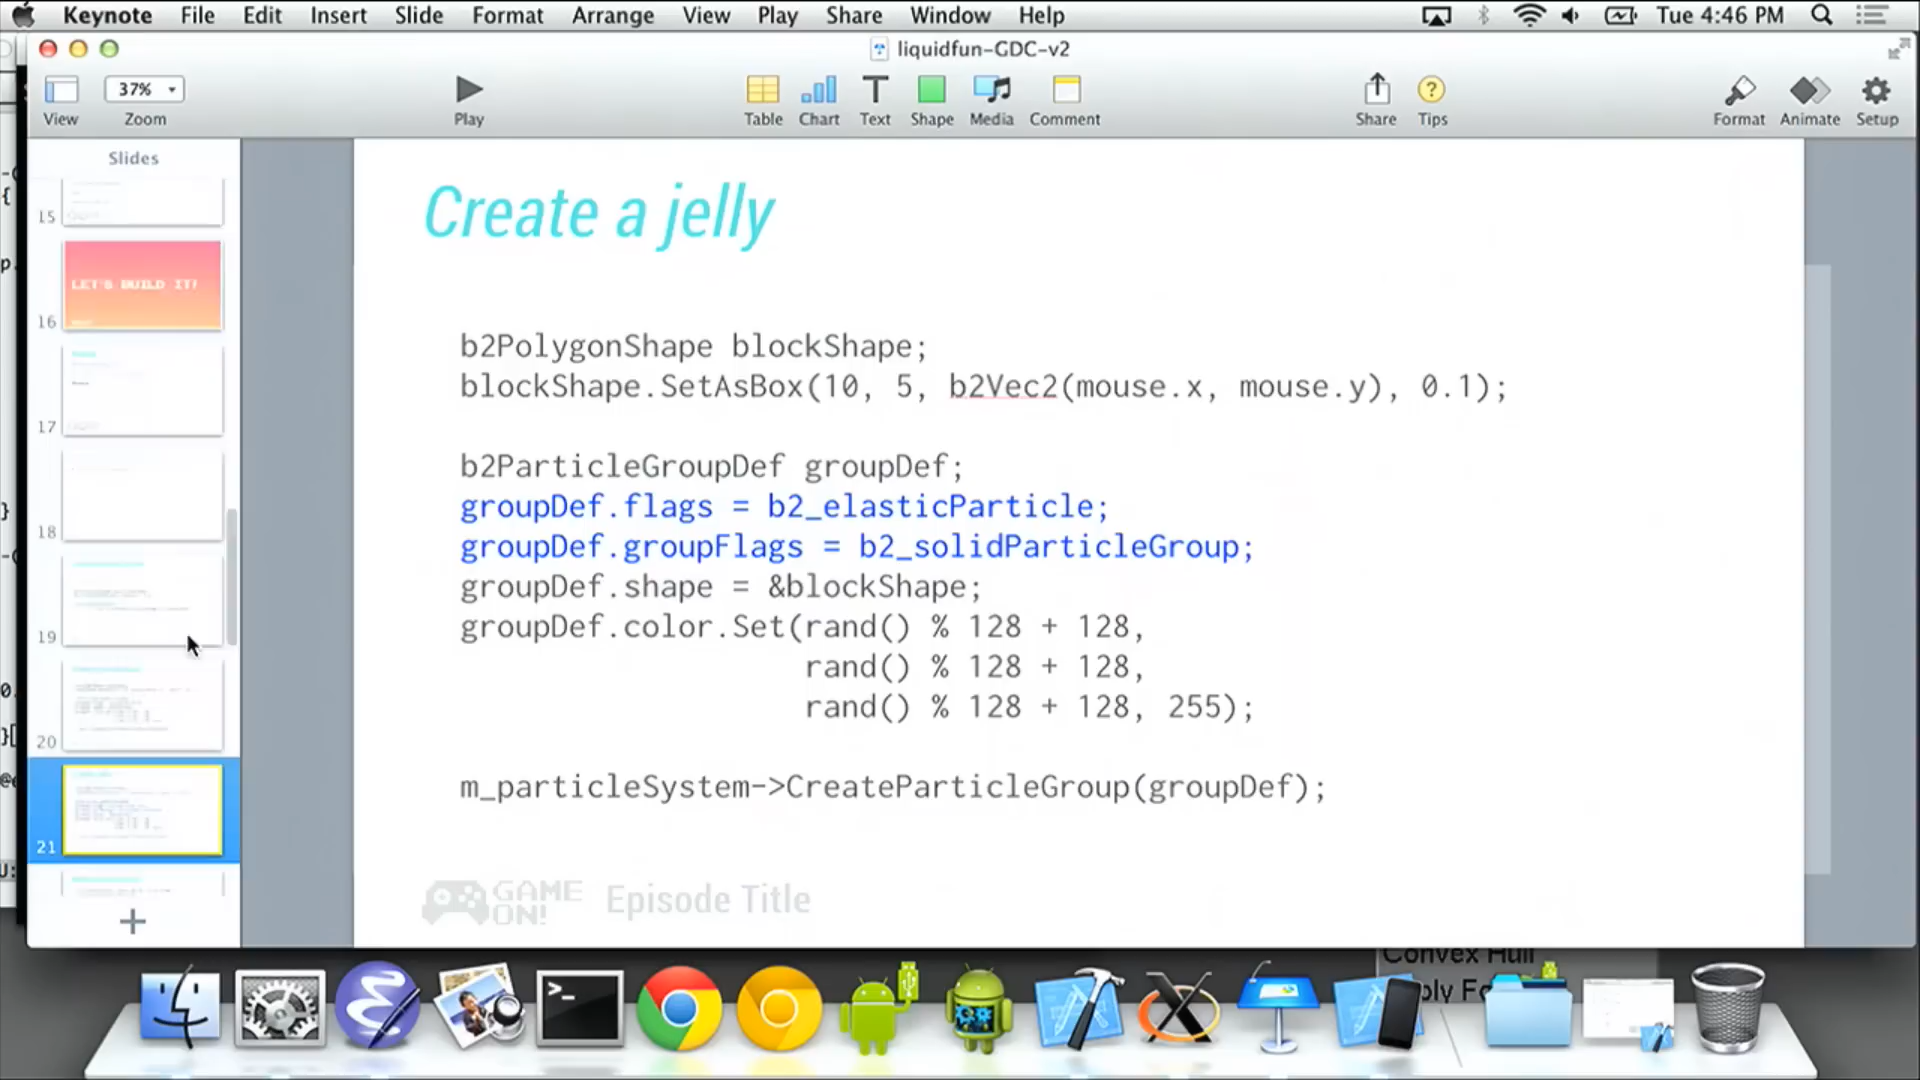 Keynote File Edit Insert Slide Format Arrange View Play Share Window Help Tue 4:46 PM
liquidfun-GDC-v2
37%
View Zoom Play Table Chart Text Shape Media Comment Share Tips Format Animate Setup
Slides
15
LET'S BUILD IT!
16
17
18
19
20
21
Create a jelly
b2PolygonShape blockShape;
blockShape.SetAsBox(10, 5, b2Vec2(mouse.x, mouse.y), 0.1);
b2ParticleGroupDef groupDef;
groupDef.flags = b2_elasticParticle;
groupDef.groupFlags = b2_solidParticleGroup;
groupDef.shape = &blockShape;
groupDef.color.Set(rand() % 128 + 128,
rand() % 128 + 128,
rand() % 128 + 128, 255);
m_particleSystem->CreateParticleGroup(groupDef);
GAME ON! Episode Title
Convex Hull